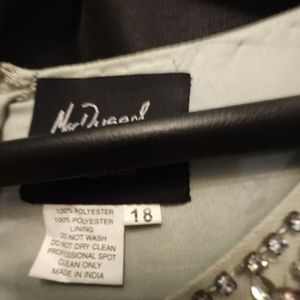 Mac Duggal
18
100% POLYESTER
100% POLYESTER
LINING
DO NOT WASH
DO NOT DRY CLEAN
PROFESSIONAL SPOT
CLEAN ONLY
MADE IN INDIA